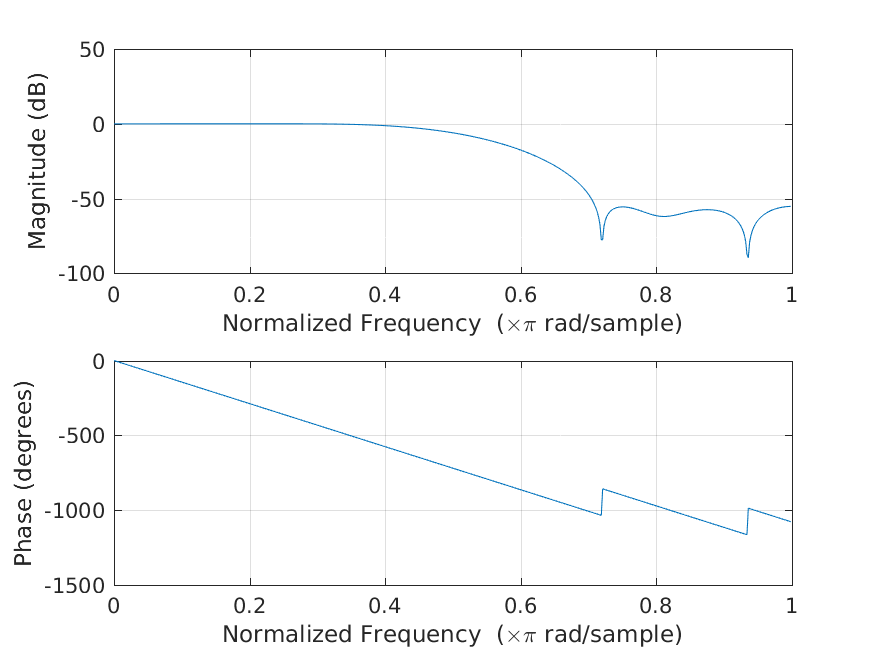 50
0
-50
-100
Magnitude (dB)
0 0.2 0.4 0.6 0.8 1
Normalized Frequency (×π rad/sample)
0
-500
-1000
-1500
Phase (degrees)
0 0.2 0.4 0.6 0.8 1
Normalized Frequency (×π rad/sample)